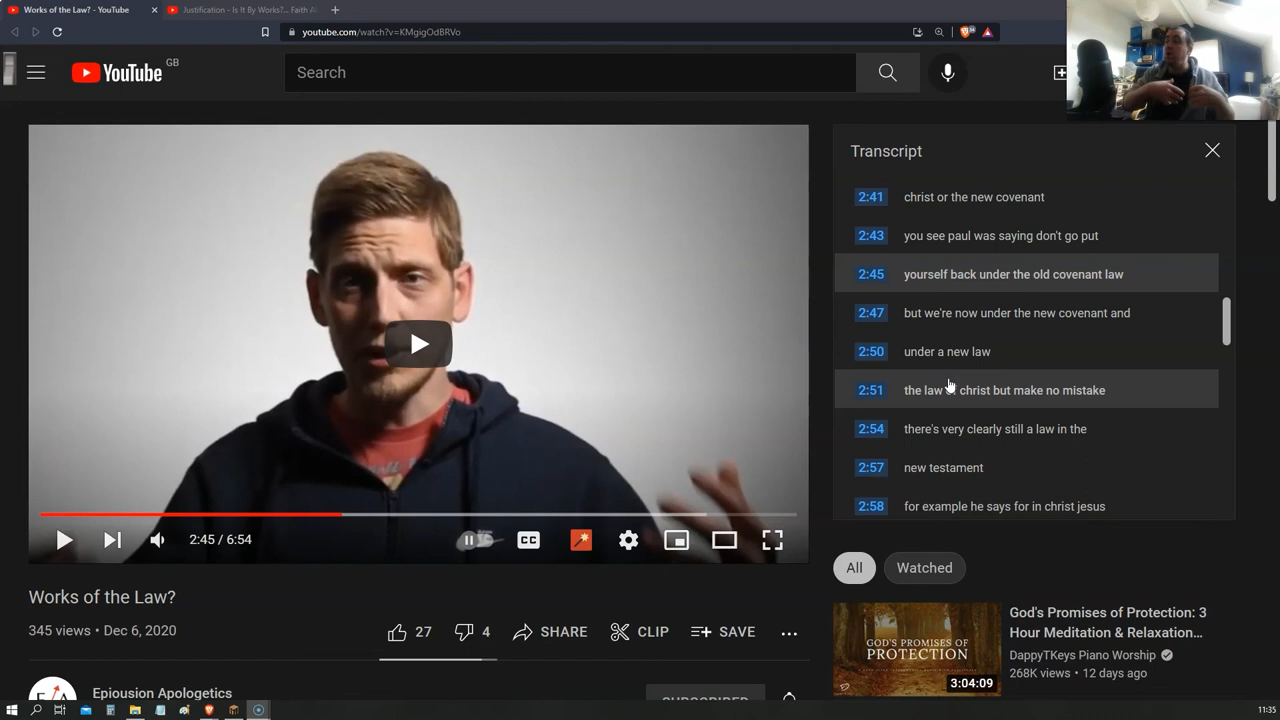 Works of the Law? - YouTube
Justification - Is It By Works?... Faith Al
youtube.com/watch?v=KMgigOdBRVo
YouTube GB
Search
Transcript
2:41 christ or the new covenant
2:43 you see paul was saying don't go put
2:45 yourself back under the old covenant law
2:47 but we're now under the new covenant and
2:50 under a new law
2:51 the law christ but make no mistake
2:54 there's very clearly still a law in the
2:57 new testament
2:58 for example he says for in christ jesus
2:45 / 6:54
CC
All
Watched
Works of the Law?
345 views • Dec 6, 2020
27
4
SHARE
CLIP
SAVE
God's Promises of Protection: 3
Hour Meditation & Relaxation...
DappyTKeys Piano Worship
268K views • 12 days ago
GOD'S PROMISES OF
PROTECTION
3:04:09
Epiousion Apologetics
SUBSCRIBED
11:35